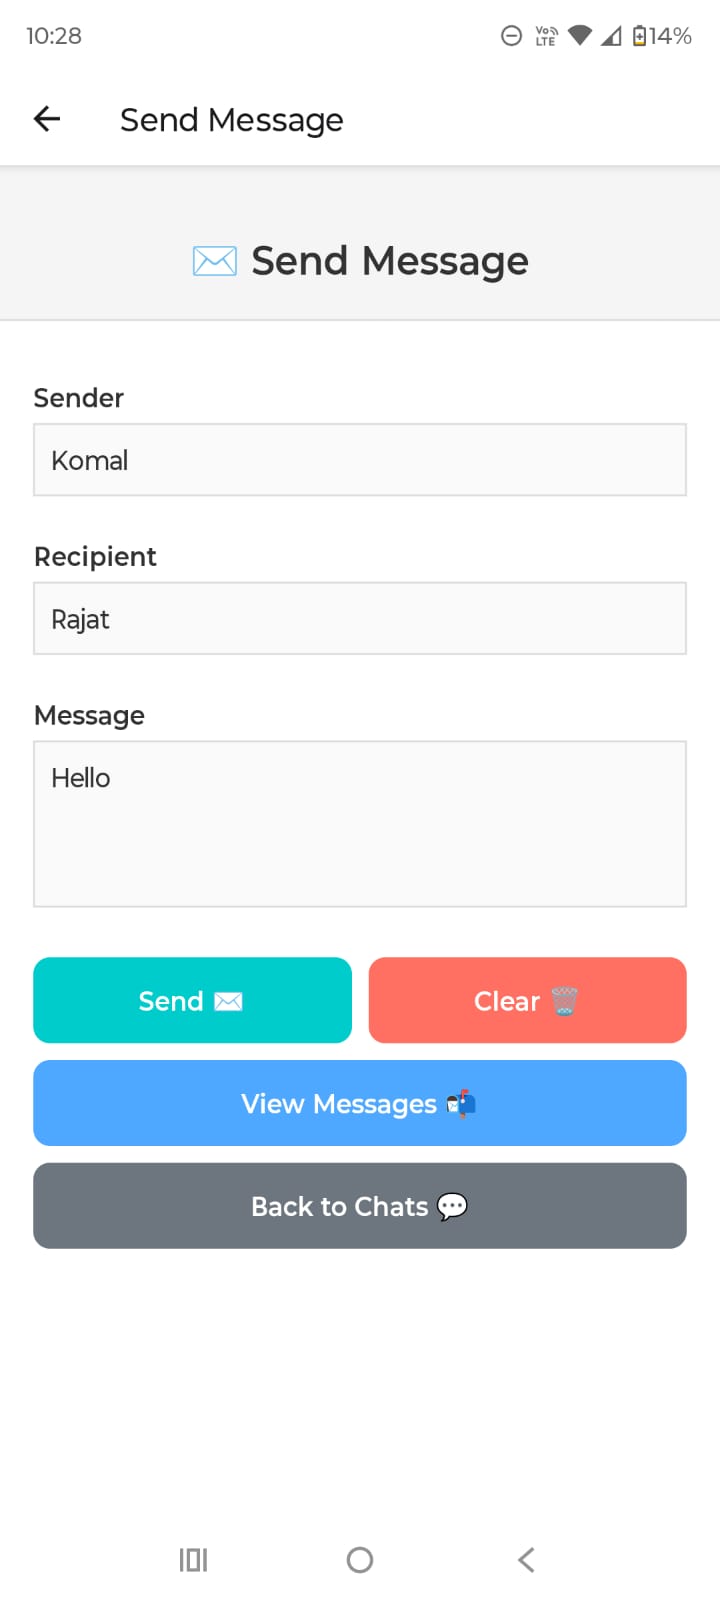 10:28
Vo LTE 14%
Send Message
✉️ Send Message
Sender
Komal
Recipient
Rajat
Message
Hello
Send ✉️
Clear 🗑️
View Messages 📬
Back to Chats 💬